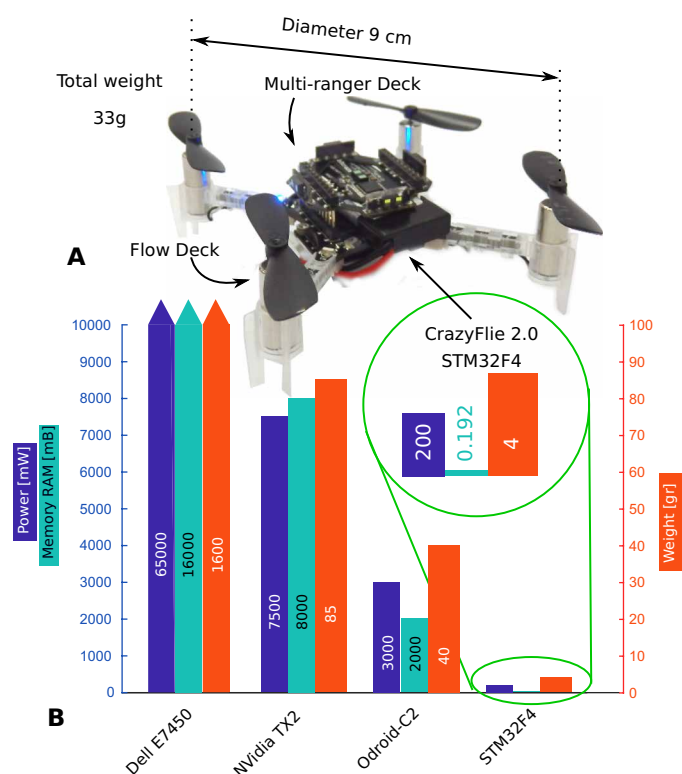 Diameter 9 cm
Total weight
33g
Multi-ranger Deck
A
Flow Deck
CrazyFlie 2.0
STM32F4
10000
9000
8000
7000
6000
5000
4000
3000
2000
1000
0
Power [mW]
Memory RAM [mB]
100
90
80
70
60
50
40
30
20
10
0
Weight [gr]
65000
16000
1600
7500
8000
85
3000
2000
40
200
0.192
4
B
Dell E7450
NVidia TX2
Odroid-C2
STM32F4